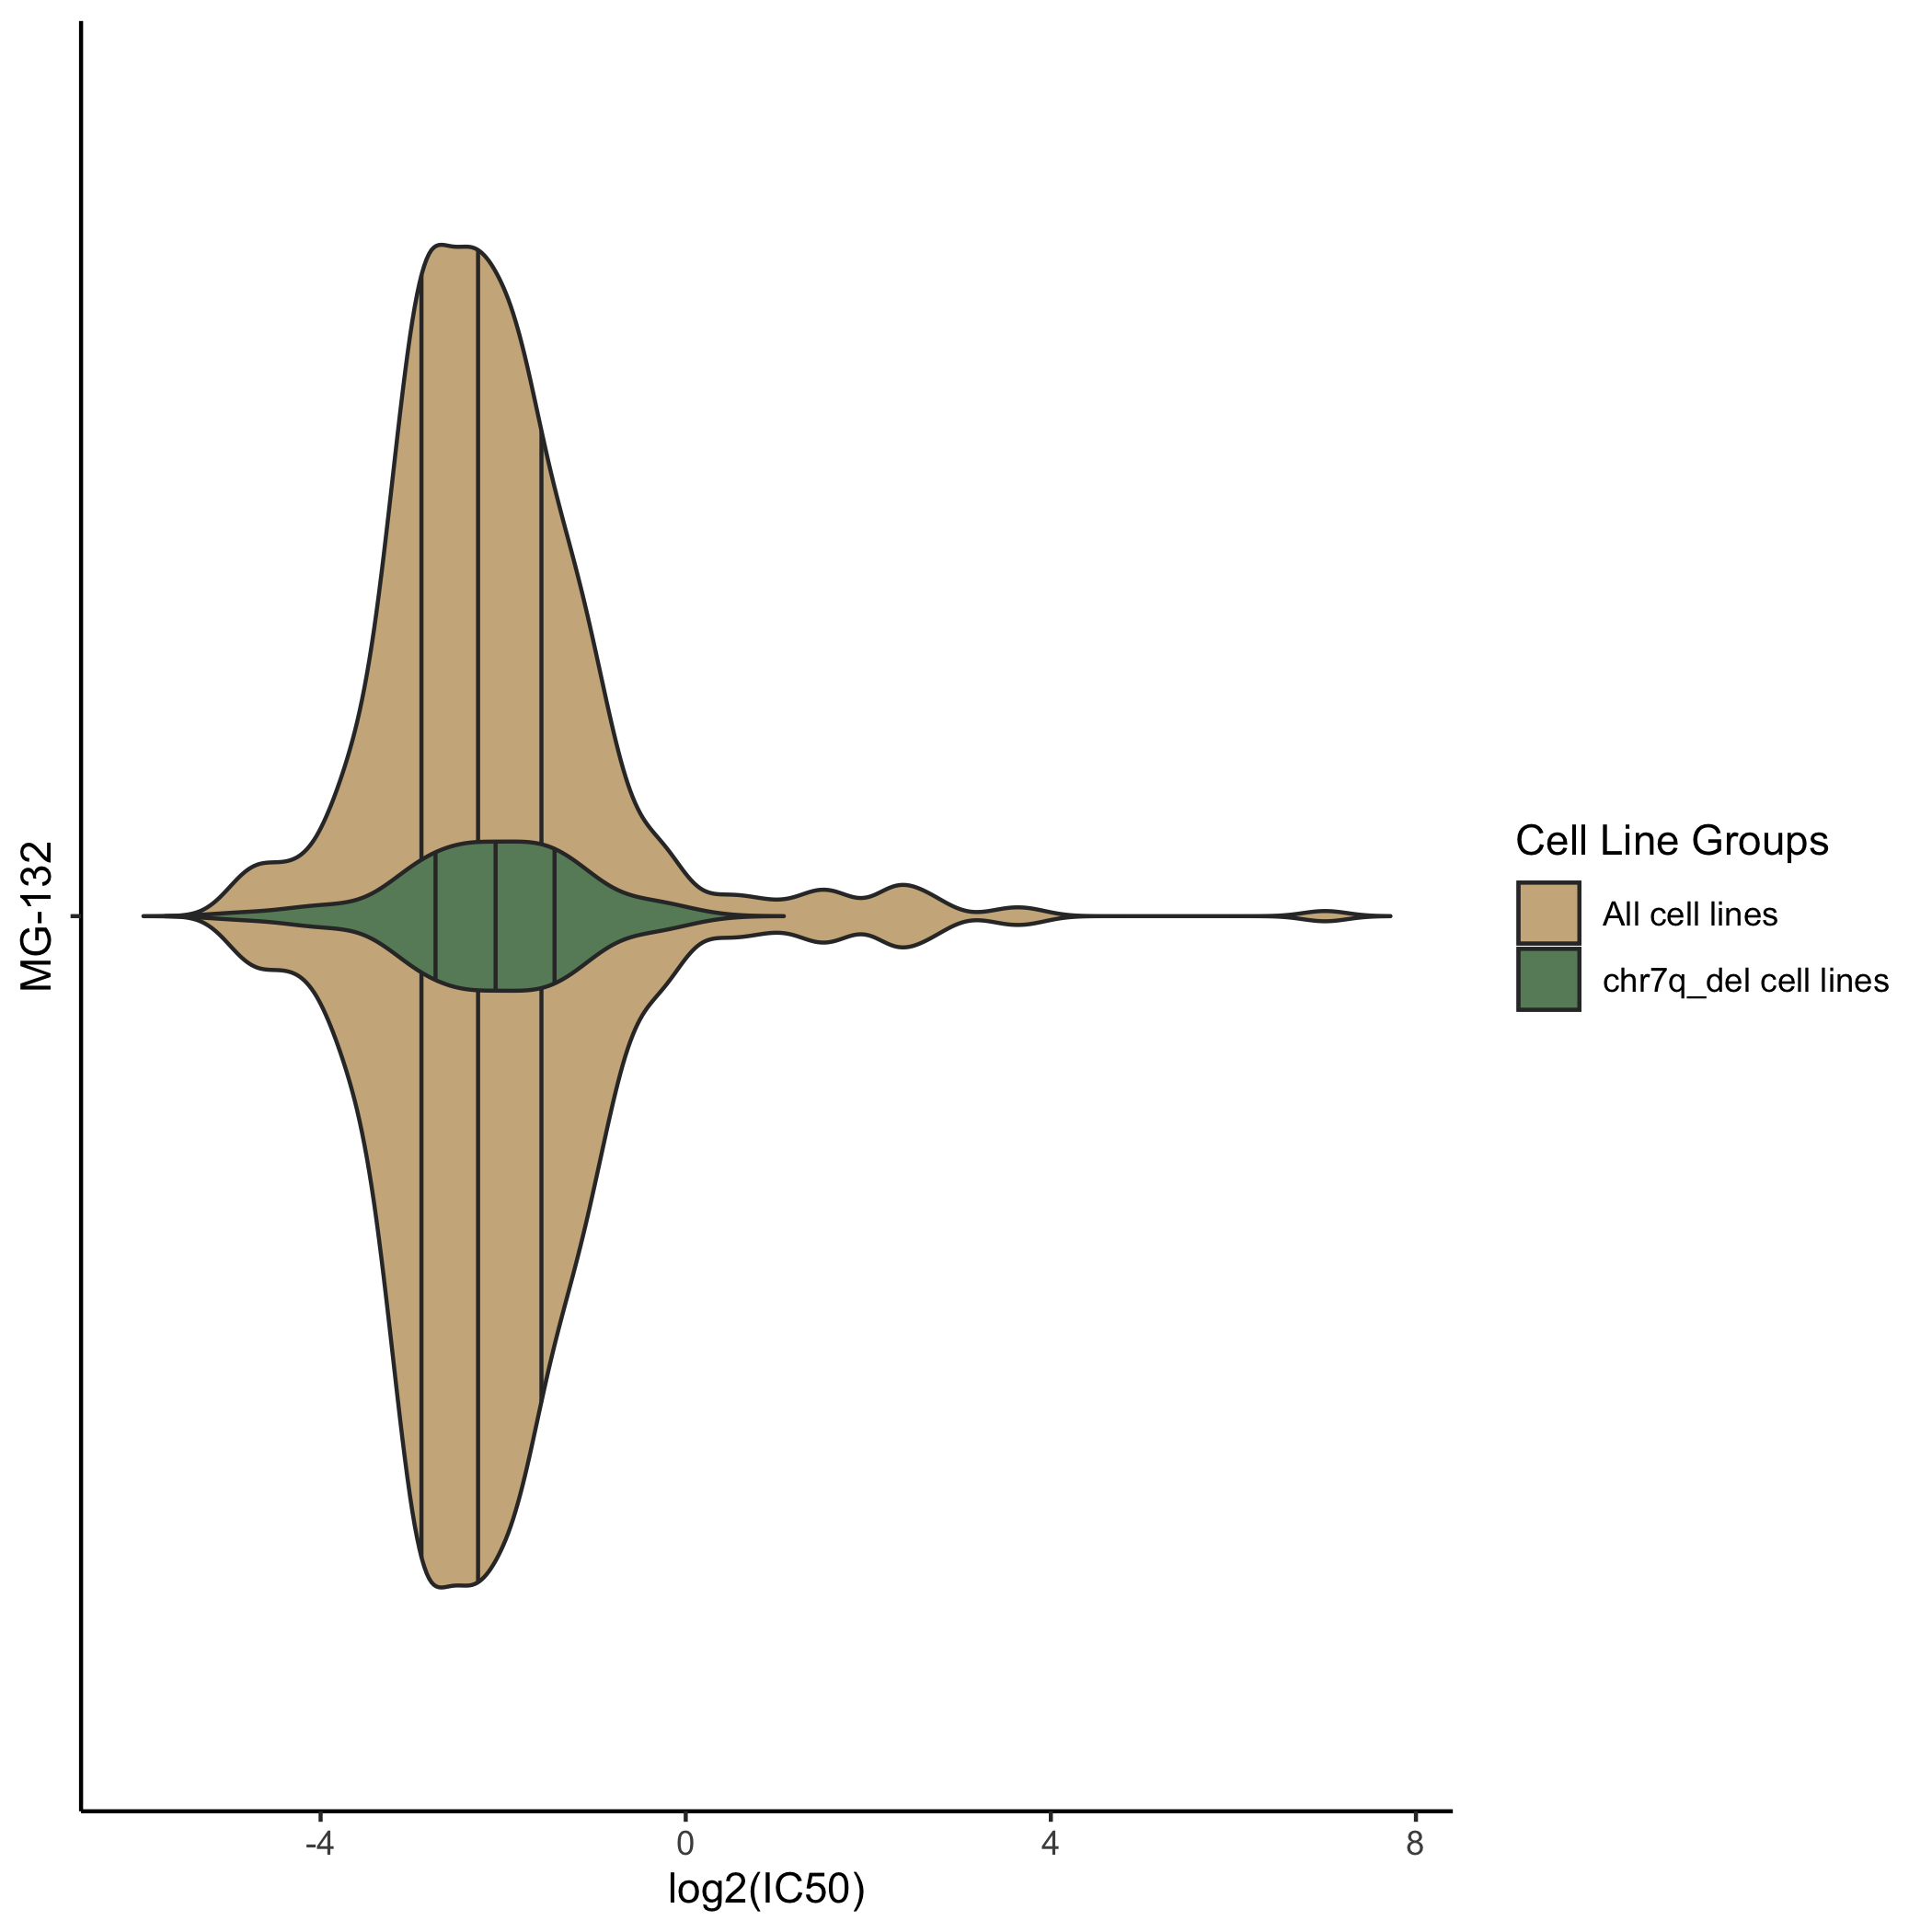 MG-132
Cell Line Groups
All cell lines
chr7q_del cell lines
-4 0 4 8
log2(IC50)